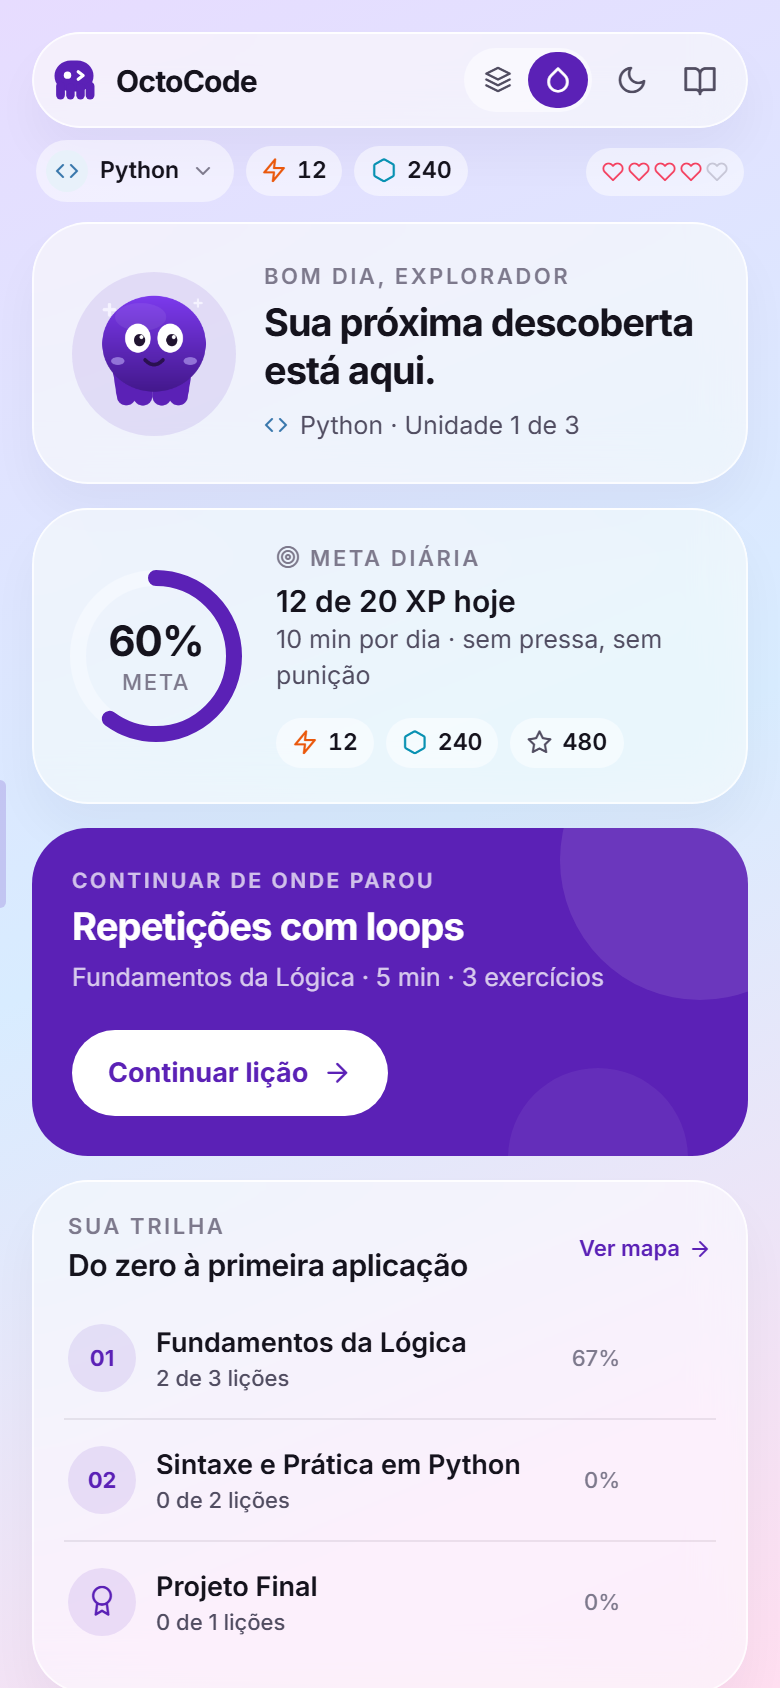 OctoCode
Python
12
240
BOM DIA, EXPLORADOR
Sua próxima descoberta
está aqui.
Python · Unidade 1 de 3
META DIÁRIA
12 de 20 XP hoje
10 min por dia · sem pressa, sem
punição
60%
META
12
240
480
CONTINUAR DE ONDE PAROU
Repetições com loops
Fundamentos da Lógica · 5 min · 3 exercícios
Continuar lição
SUA TRILHA
Do zero à primeira aplicação
Ver mapa
01
Fundamentos da Lógica
2 de 3 lições
67%
02
Sintaxe e Prática em Python
0 de 2 lições
0%
Projeto Final
0 de 1 lições
0%